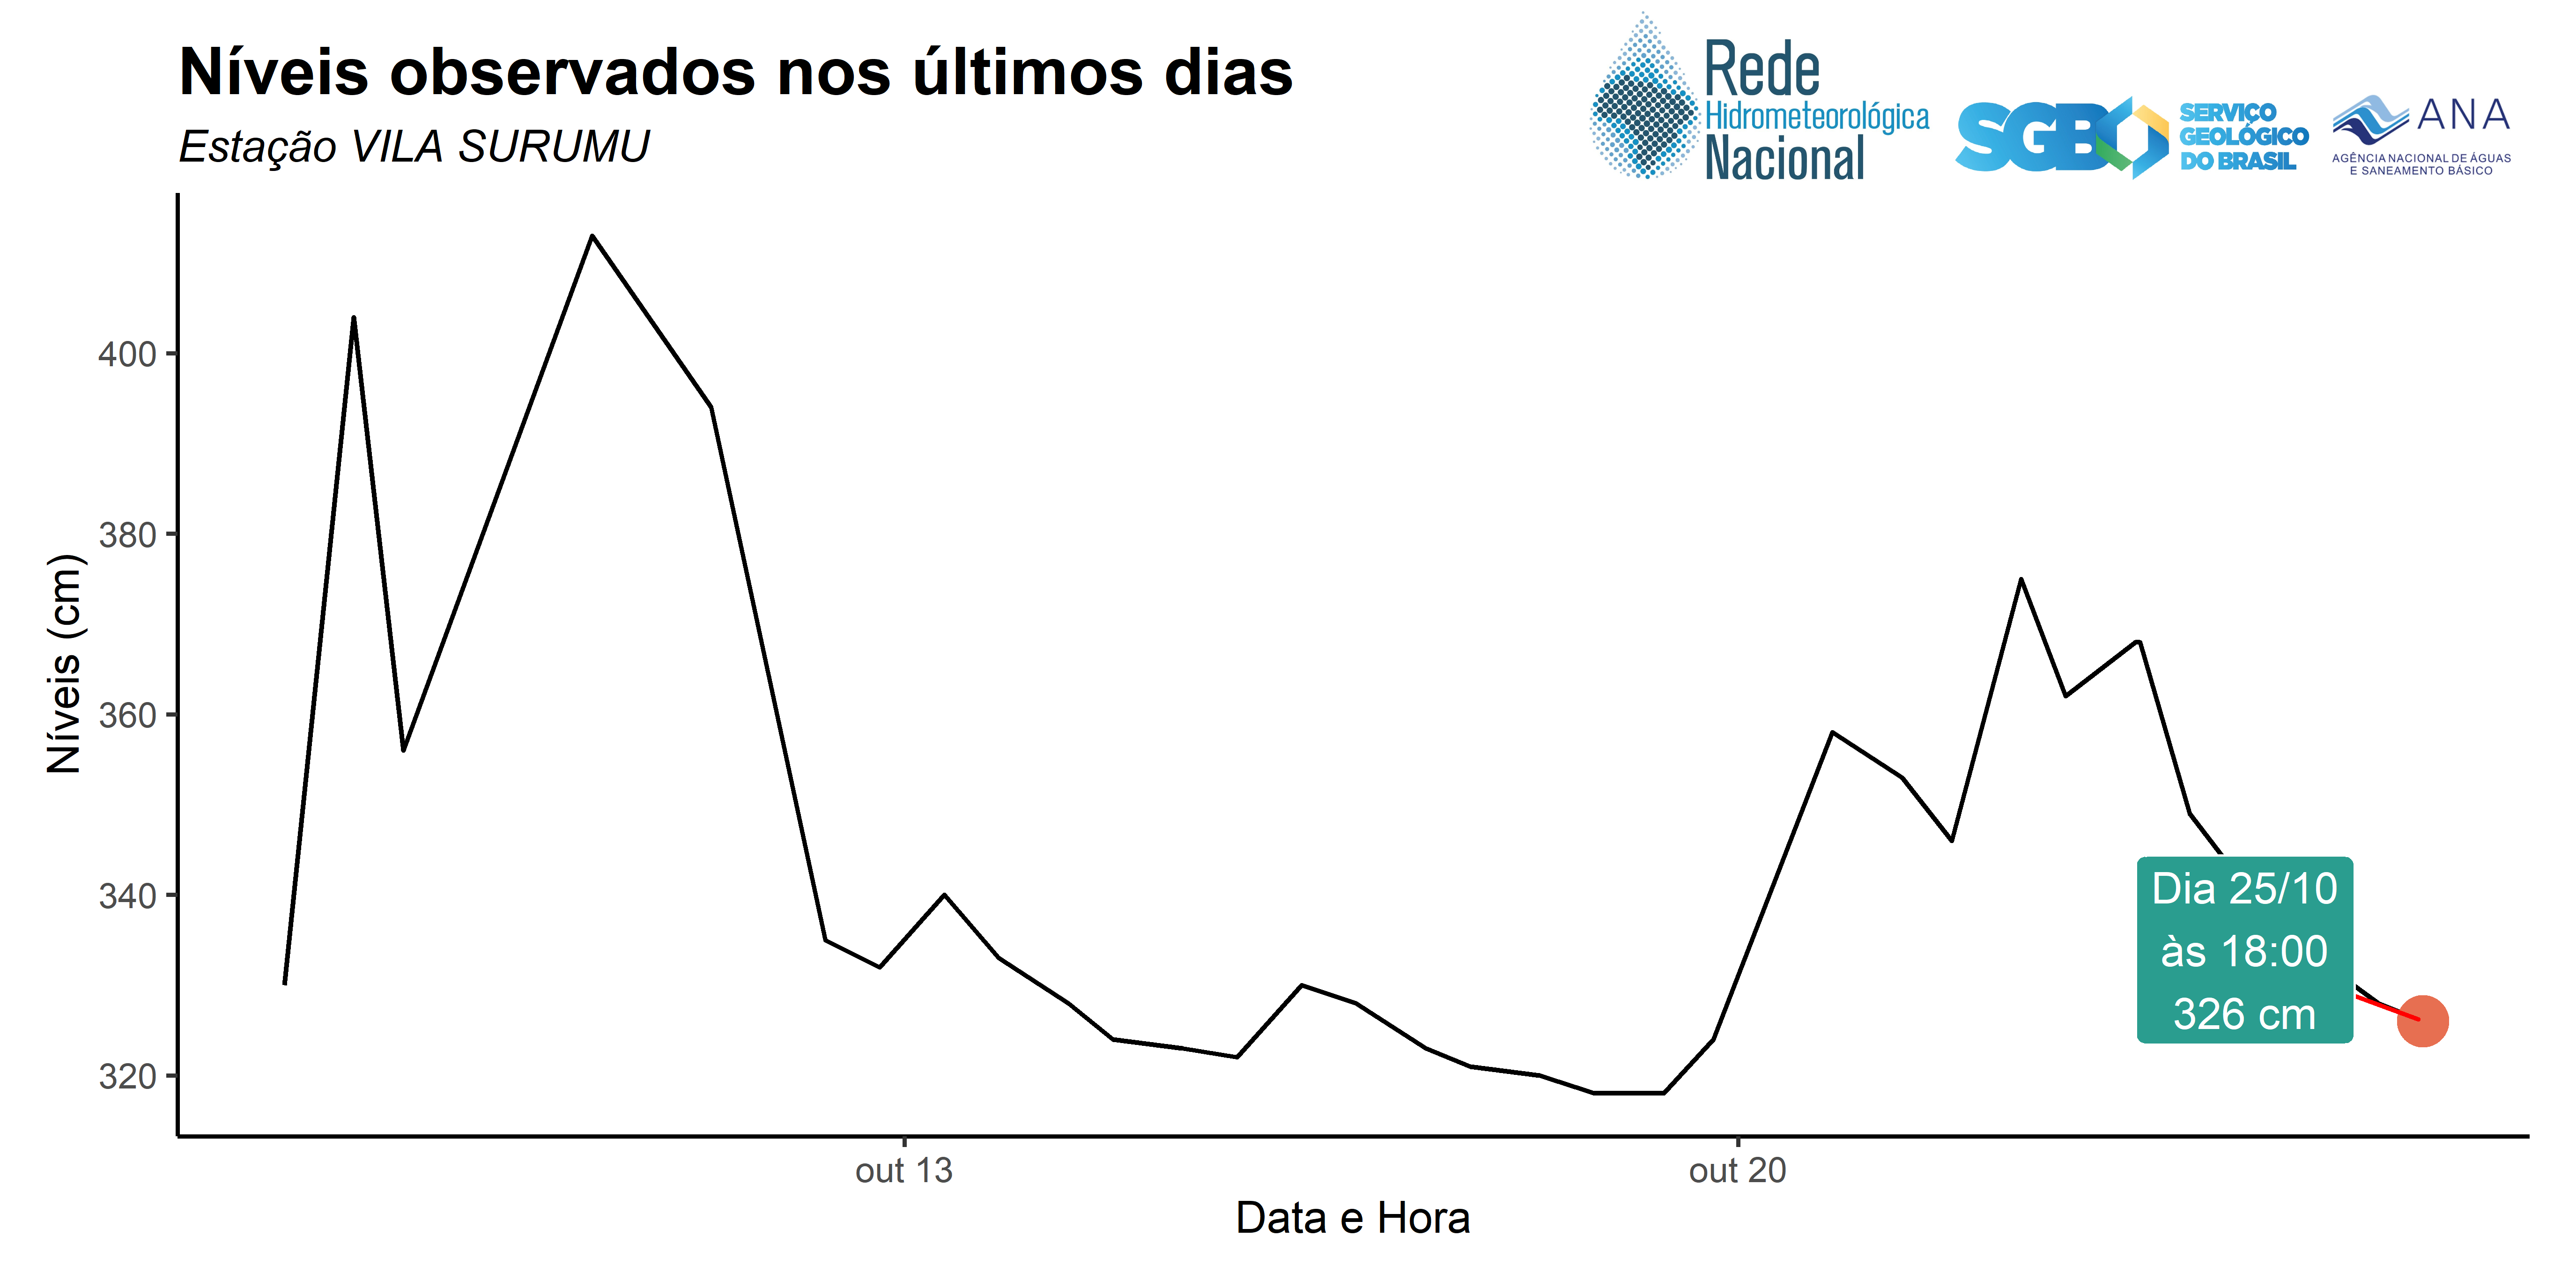 Níveis observados nos últimos dias
Estação VILA SURUMU
Rede
Hidrometeorológica
Nacional
SGB
SERVIÇO
GEOLÓGICO
DO BRASIL
ANA
AGÊNCIA NACIONAL DE ÁGUAS
E SANEAMENTO BÁSICO
Níveis (cm)
400
380
360
340
320
Dia 25/10
às 18:00
326 cm
out 13
out 20
Data e Hora